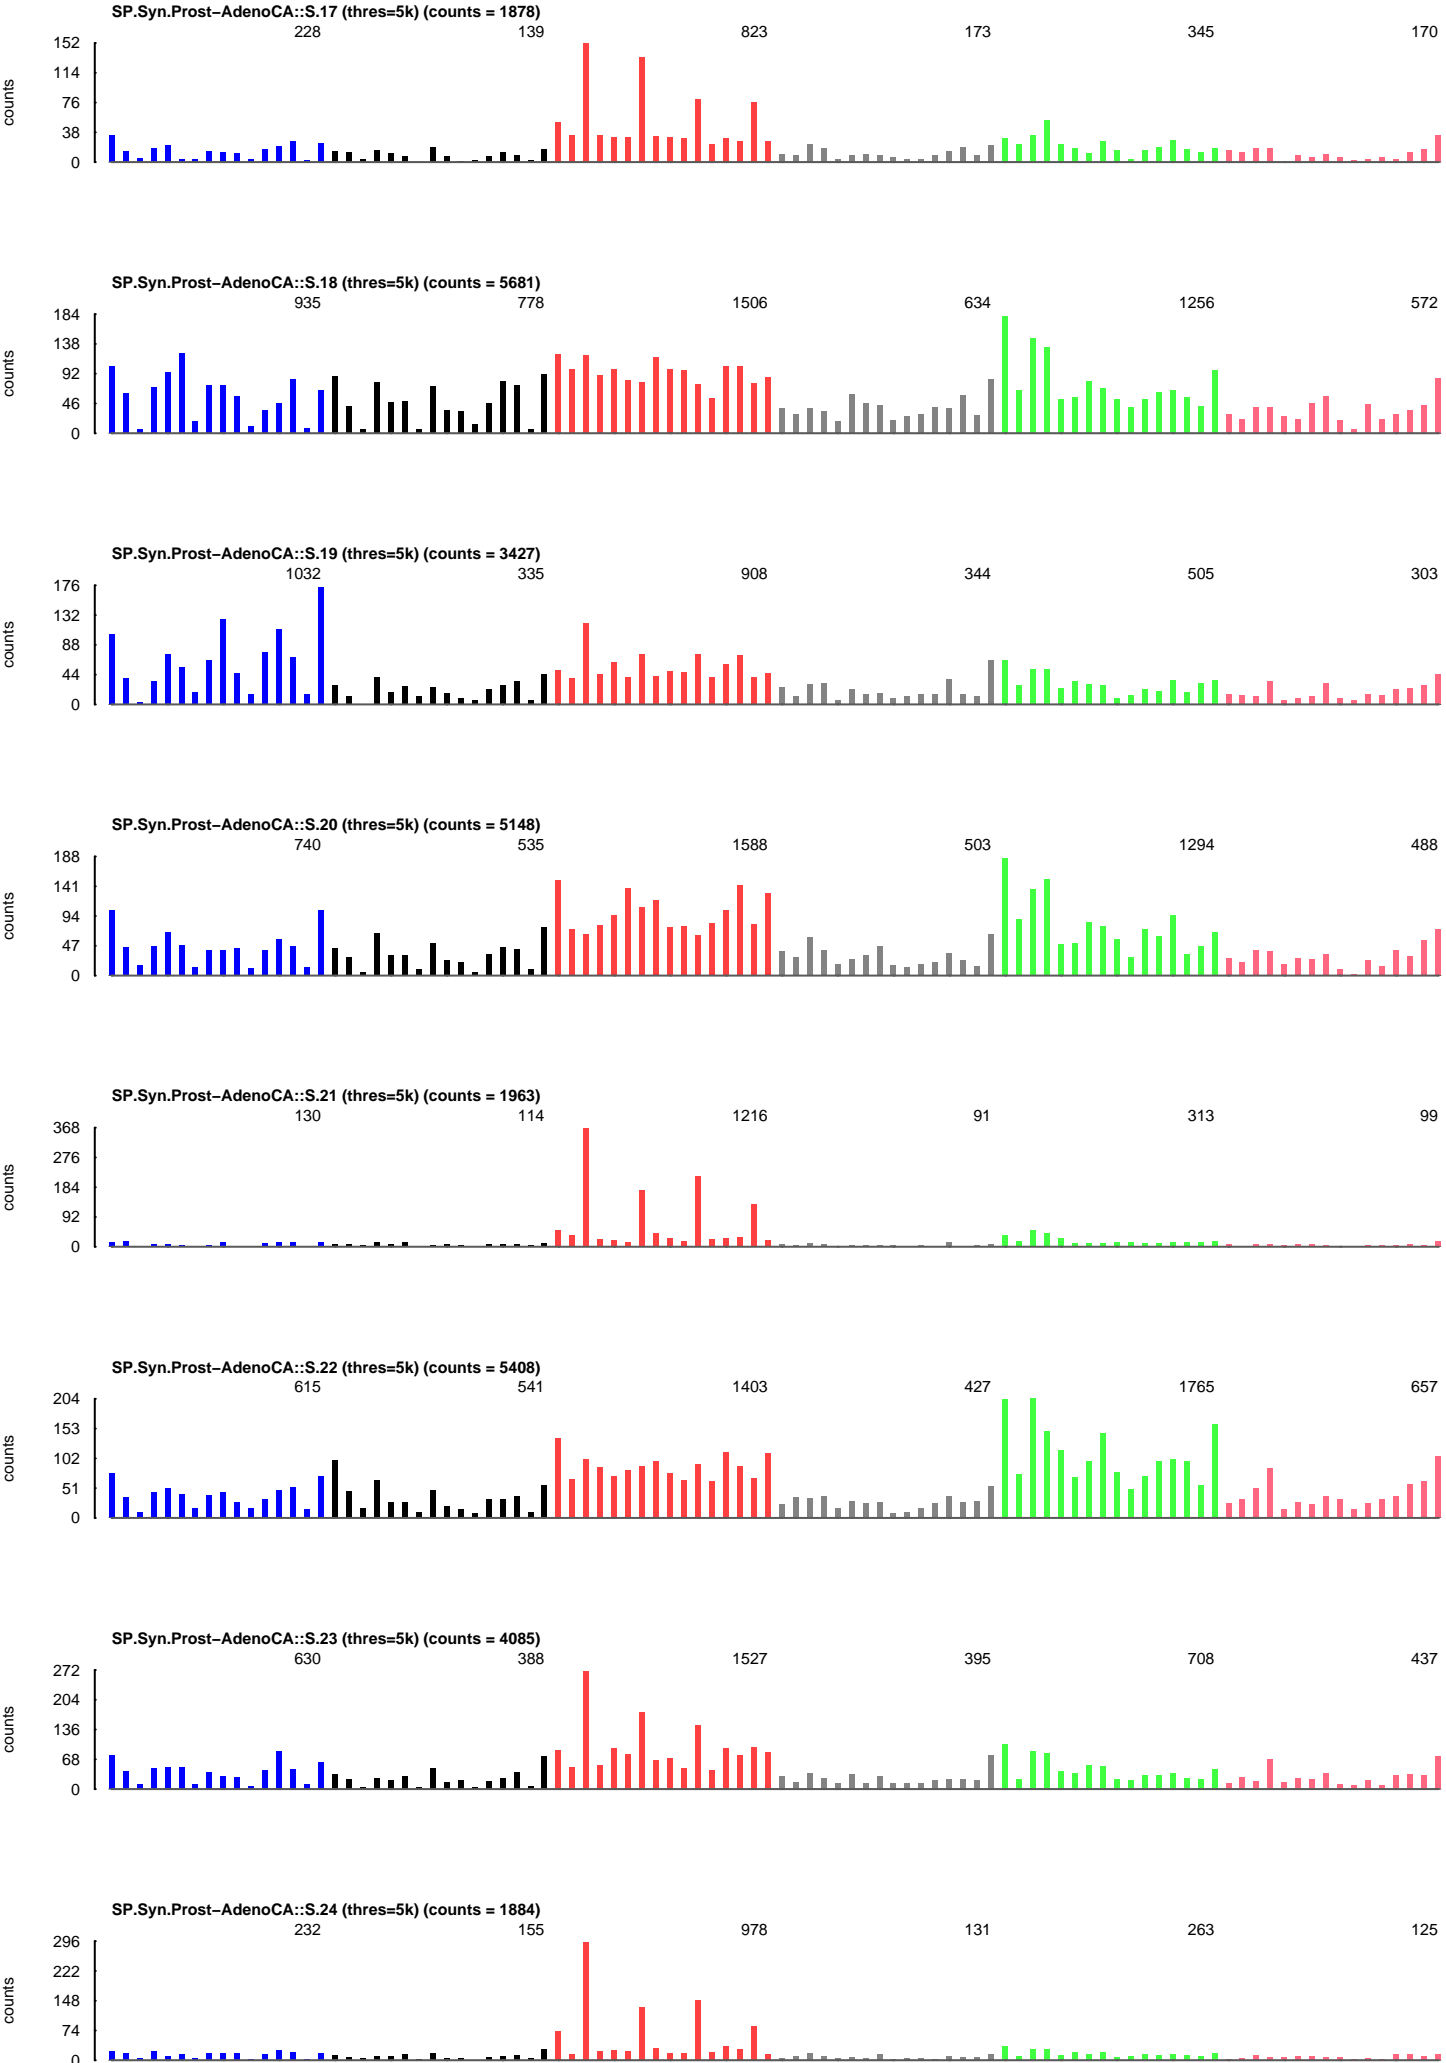 SP.Syn.Prost−AdenoCA::S.17 (thres=5k) (counts = 1878)
228 139 823 173 345 170
152
114
76
38
0
counts
SP.Syn.Prost−AdenoCA::S.18 (thres=5k) (counts = 5681)
935 778 1506 634 1256 572
184
138
92
46
0
counts
SP.Syn.Prost−AdenoCA::S.19 (thres=5k) (counts = 3427)
1032 335 908 344 505 303
176
132
88
44
0
counts
SP.Syn.Prost−AdenoCA::S.20 (thres=5k) (counts = 5148)
740 535 1588 503 1294 488
188
141
94
47
0
counts
SP.Syn.Prost−AdenoCA::S.21 (thres=5k) (counts = 1963)
130 114 1216 91 313 99
368
276
184
92
0
counts
SP.Syn.Prost−AdenoCA::S.22 (thres=5k) (counts = 5408)
615 541 1403 427 1765 657
204
153
102
51
0
counts
SP.Syn.Prost−AdenoCA::S.23 (thres=5k) (counts = 4085)
630 388 1527 395 708 437
272
204
136
68
0
counts
SP.Syn.Prost−AdenoCA::S.24 (thres=5k) (counts = 1884)
232 155 978 131 263 125
296
222
148
74
0
counts